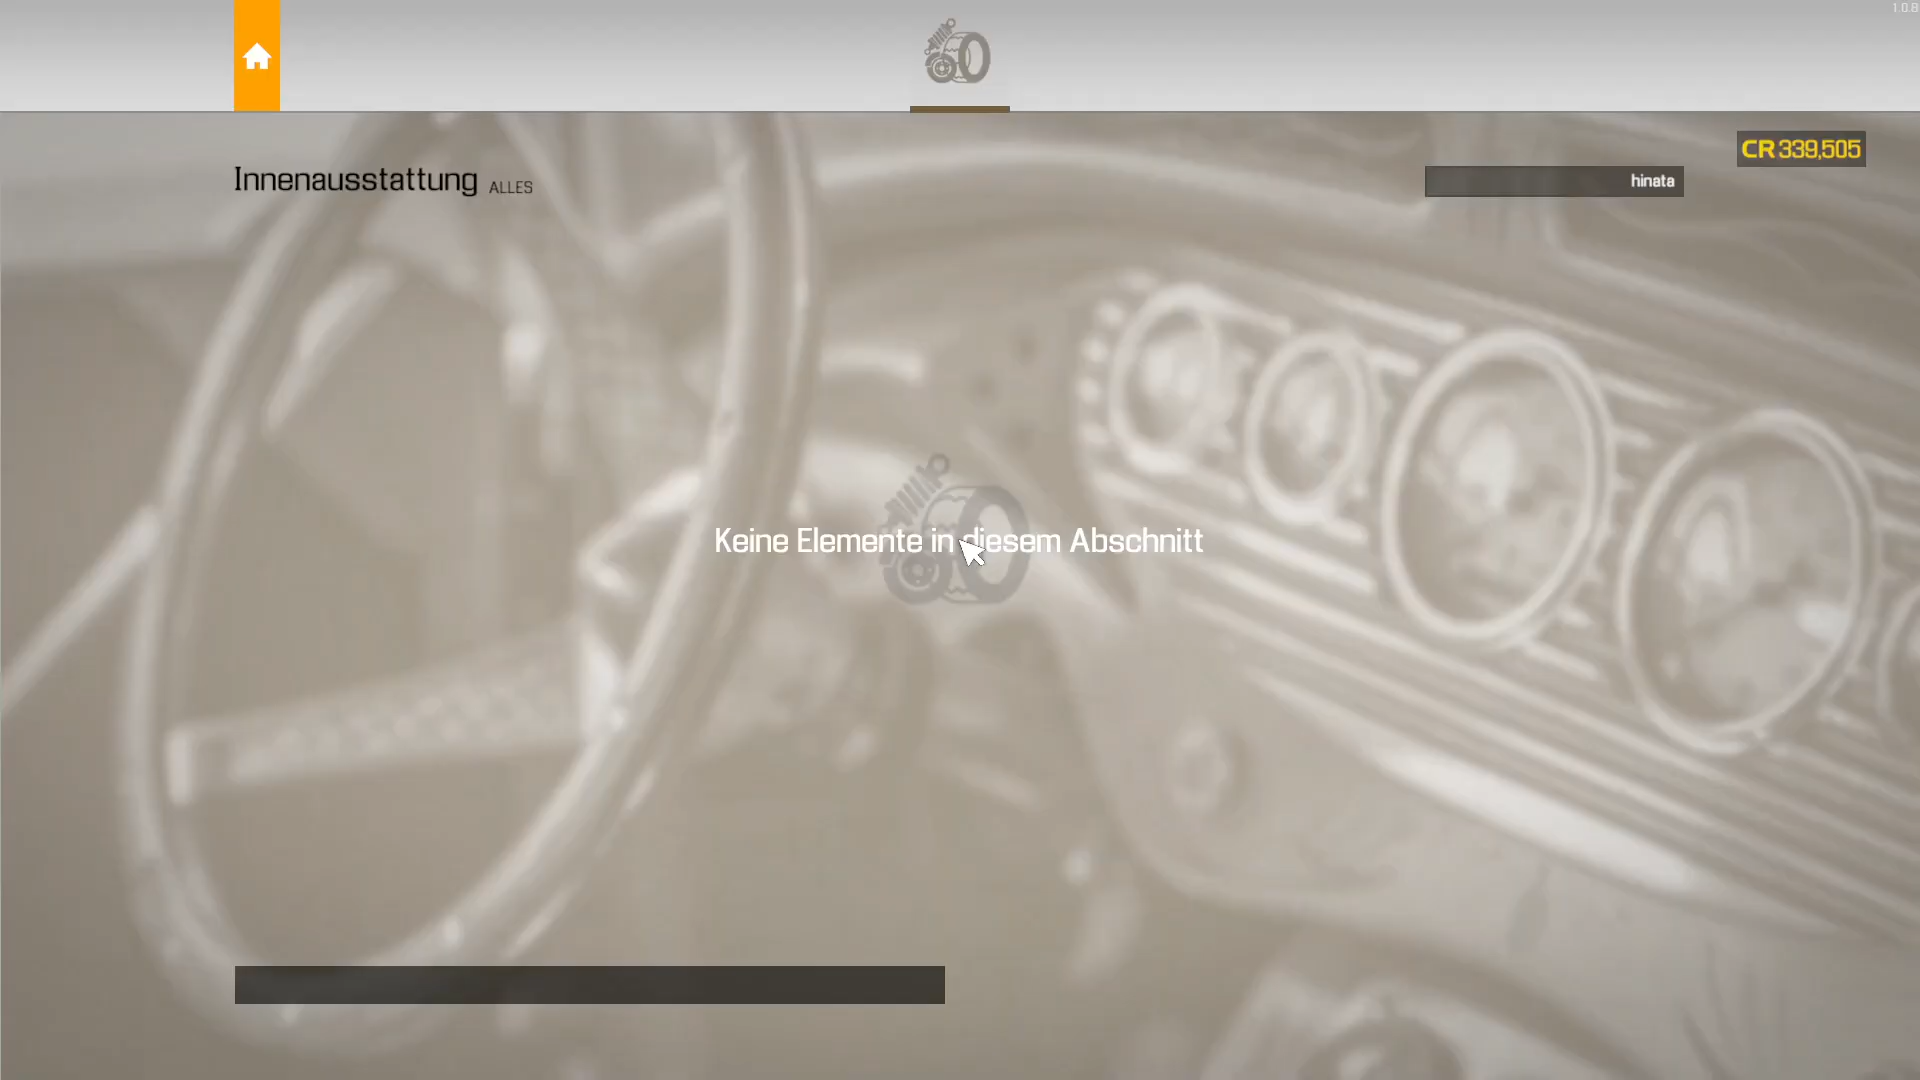 1.0.8
CR 339,505
Innenausstattung ALLES
hinata
Keine Elemente in diesem Abschnitt